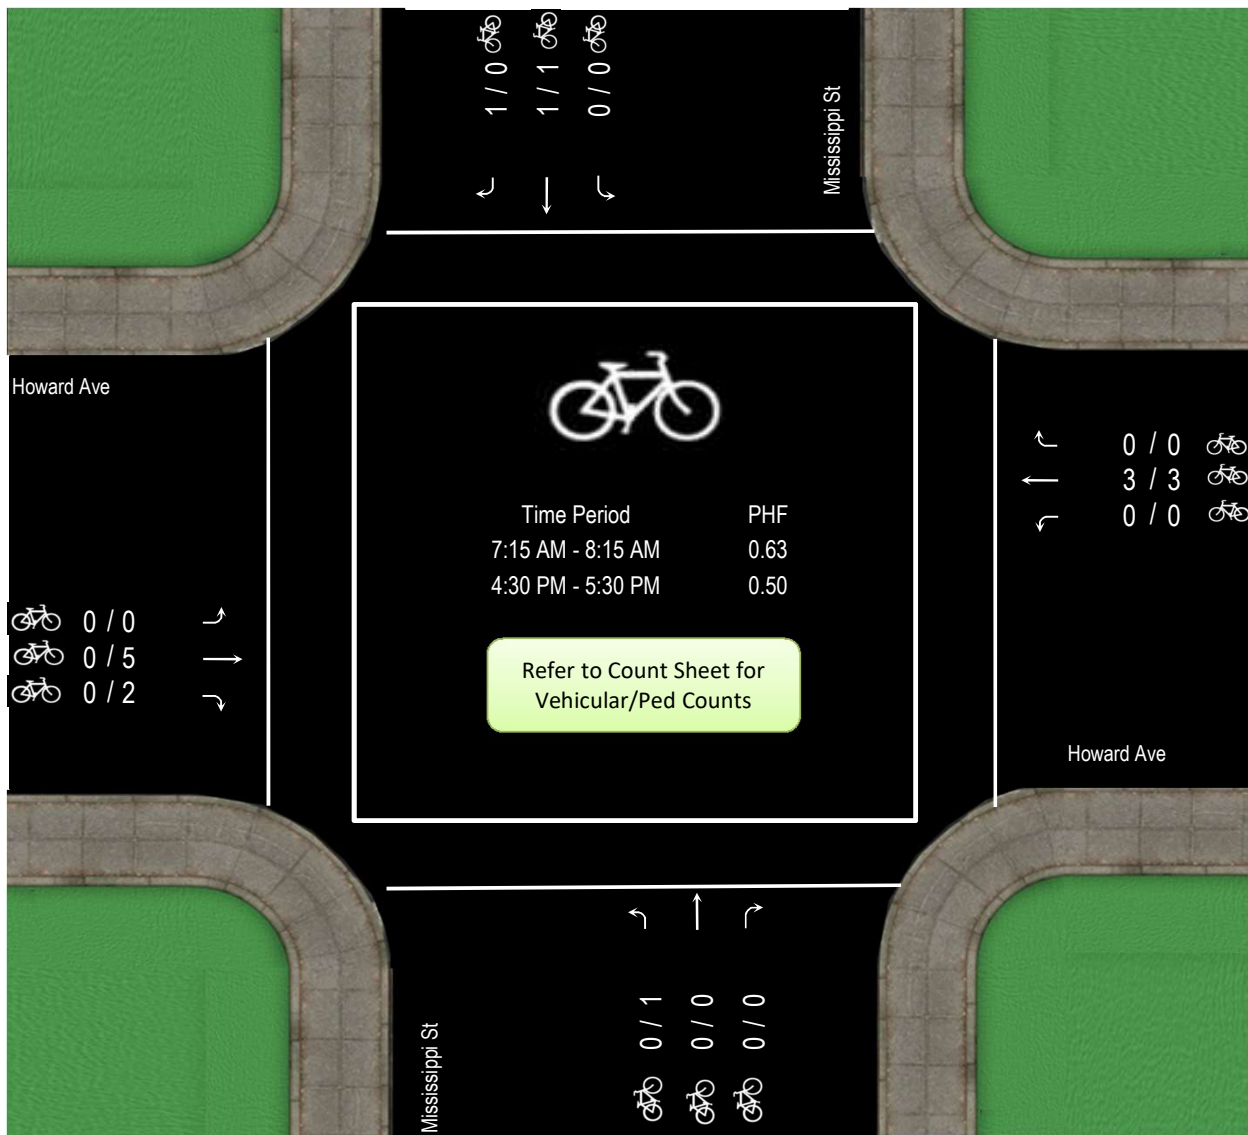 1 / 0
1 / 1
0 / 0
Mississippi St
Howard Ave
0 / 0
3 / 3
0 / 0
Time Period PHF
7:15 AM - 8:15 AM 0.63
4:30 PM - 5:30 PM 0.50
0 / 0
0 / 5
0 / 2
Refer to Count Sheet for
Vehicular/Ped Counts
Howard Ave
Mississippi St
0 / 1
0 / 0
0 / 0